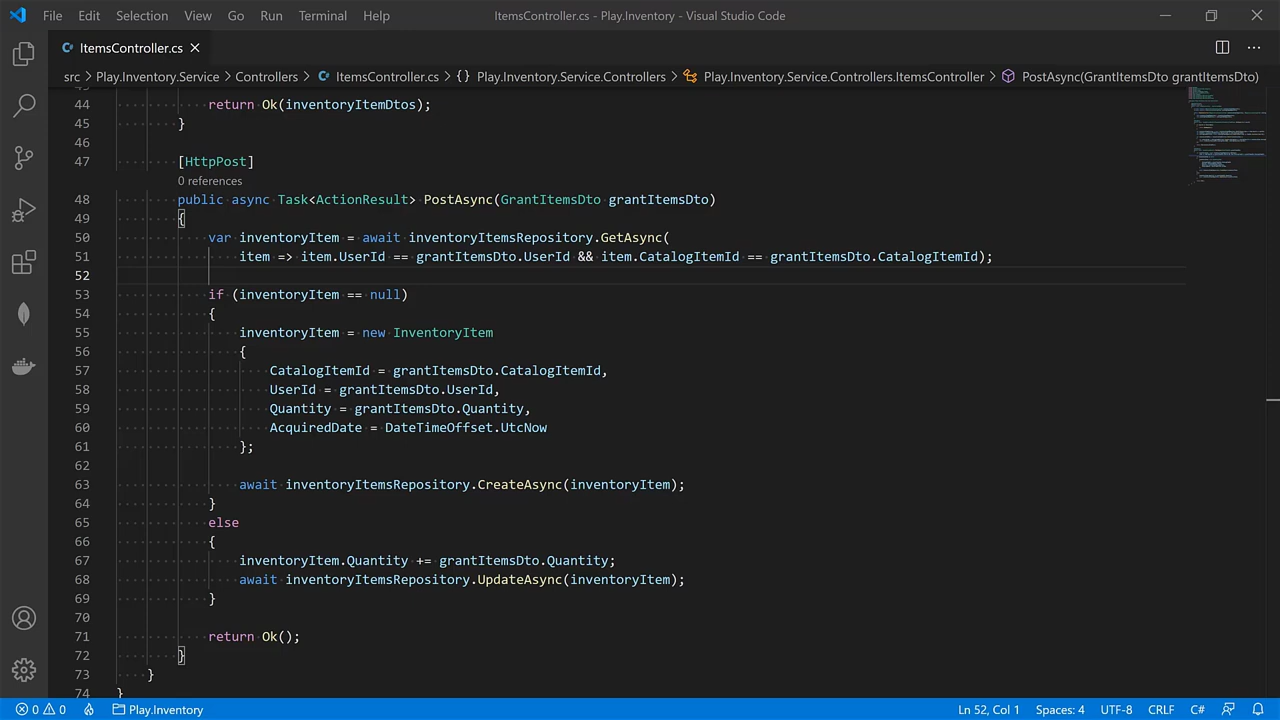 File Edit Selection View Go Run Terminal Help ItemsController.cs - Play.Inventory - Visual Studio Code
ItemsController.cs
src > Play.Inventory.Service > Controllers > ItemsController.cs > {} Play.Inventory.Service.Controllers > Play.Inventory.Service.Controllers.ItemsController > PostAsync(GrantItemsDto grantItemsDto)
44 return Ok(inventoryItemDtos);
45 }
46
47 [HttpPost]
0 references
48 public async Task<ActionResult> PostAsync(GrantItemsDto grantItemsDto)
49 {
50 var inventoryItem = await inventoryItemsRepository.GetAsync(
51 item => item.UserId == grantItemsDto.UserId && item.CatalogItemId == grantItemsDto.CatalogItemId);
52
53 if (inventoryItem == null)
54 {
55 inventoryItem = new InventoryItem
56 {
57 CatalogItemId = grantItemsDto.CatalogItemId,
58 UserId = grantItemsDto.UserId,
59 Quantity = grantItemsDto.Quantity,
60 AcquiredDate = DateTimeOffset.UtcNow
61 };
62
63 await inventoryItemsRepository.CreateAsync(inventoryItem);
64 }
65 else
66 {
67 inventoryItem.Quantity += grantItemsDto.Quantity;
68 await inventoryItemsRepository.UpdateAsync(inventoryItem);
69 }
70
71 return Ok();
72 }
73 }
74 }
0 0 Play.Inventory Ln 52, Col 1 Spaces: 4 UTF-8 CRLF C#